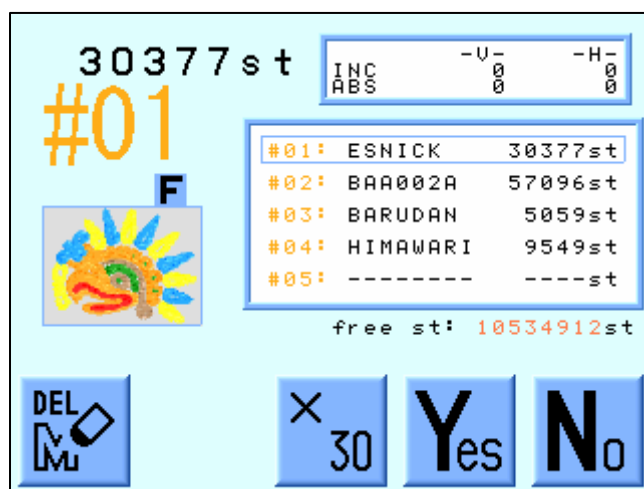 30377st
-V- -H-
INC 0 0
ABS 0 0
#01
#01: ESNICK 30377st
#02: BAA002A 57096st
#03: BARUDAN 5059st
#04: HIMAWARI 9549st
#05: -------- ----st
F
free st: 10534912st
DEL
×
30
Yes
No